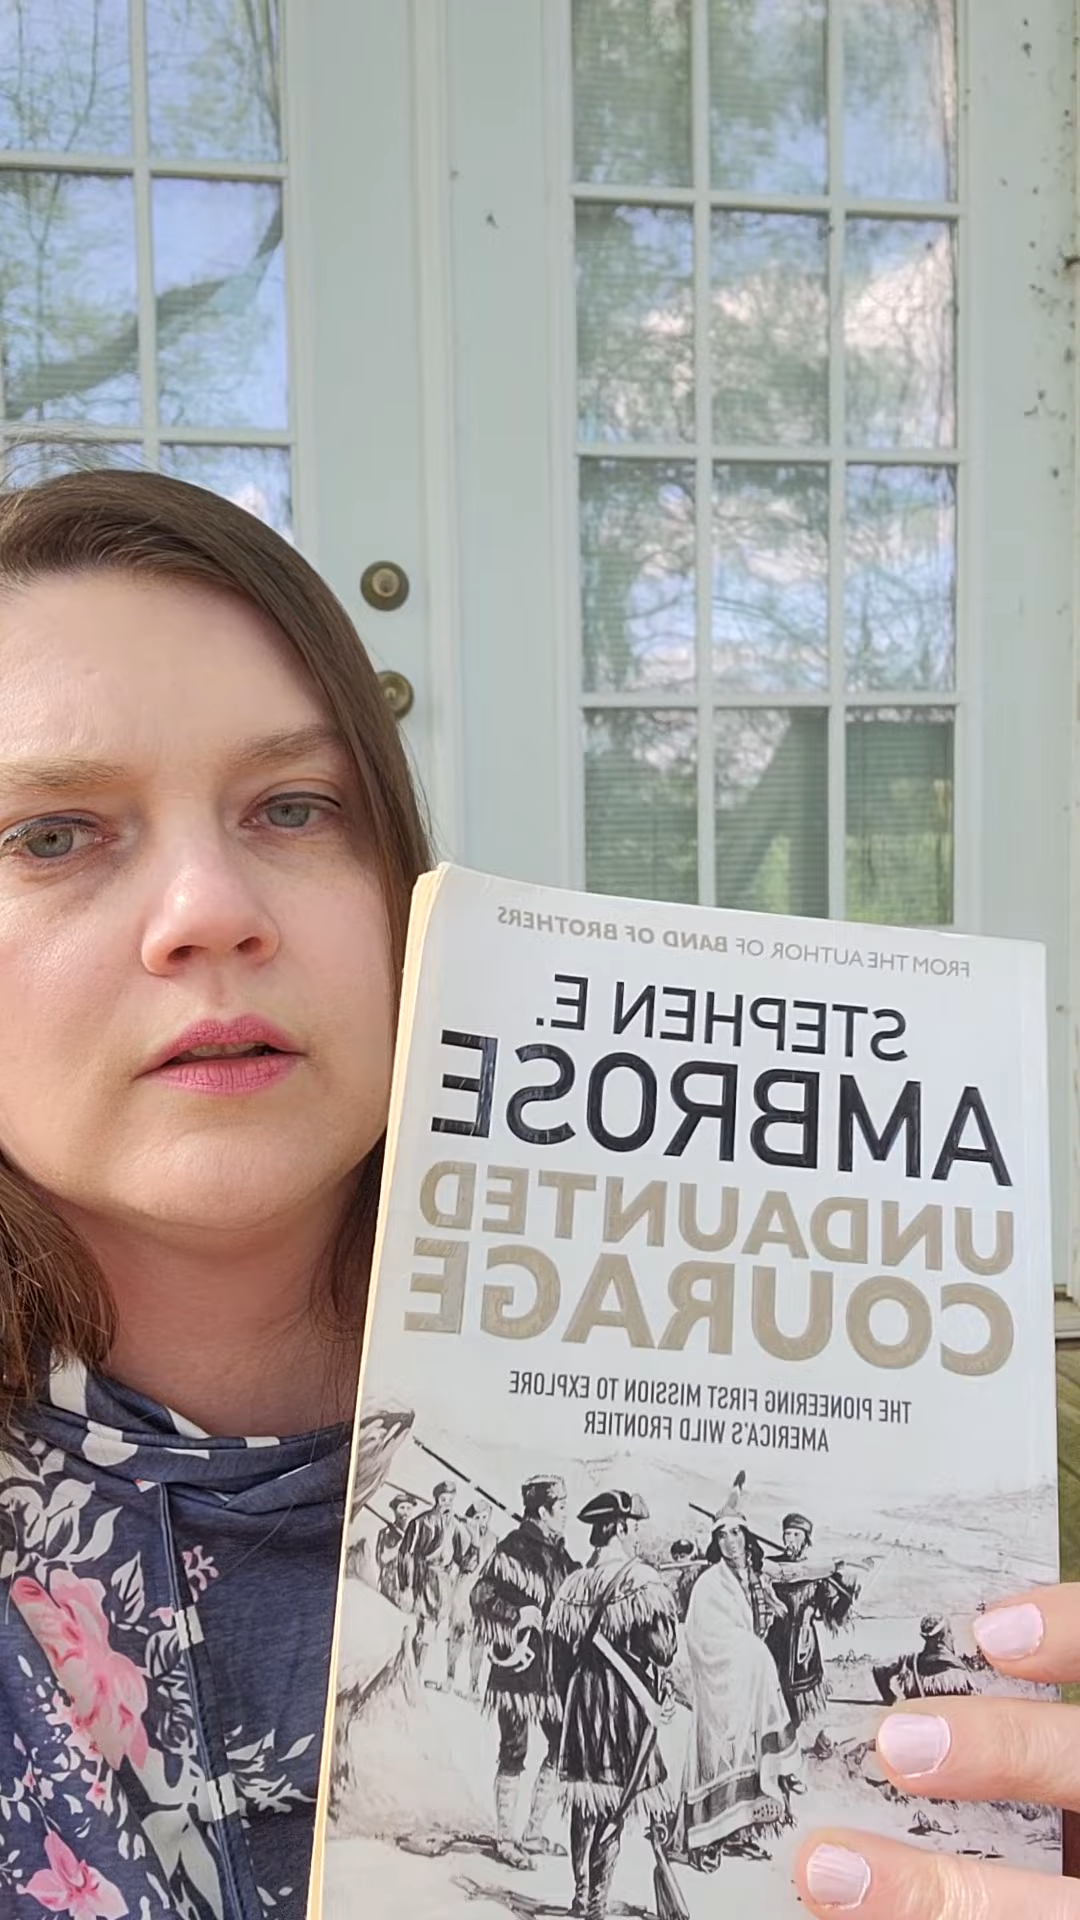 FROM THE AUTHOR OF BAND OF BROTHERS
STEPHEN E.
AMBROSE
UNDAUNTED
COURAGE
THE PIONEERING FIRST MISSION TO EXPLORE
AMERICA'S WILD FRONTIER